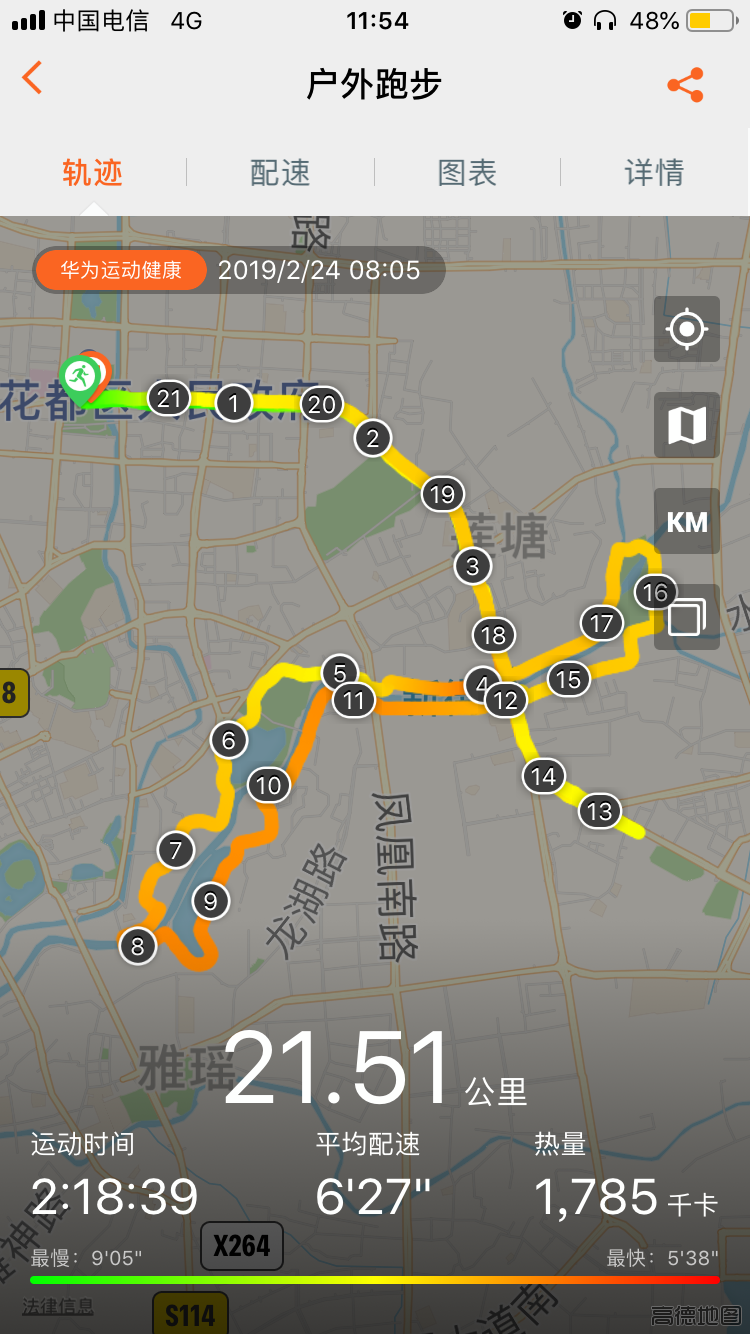 中国电信 4G 11:54 48%
户外跑步
轨迹 配速 图表 详情
路
华为运动健康 2019/2/24 08:05
花都区人民政府
21 1 20
2
19
KM
莲塘
3
16
水
17
18
5
4
15
8
11
12
6
14
10
13
凤凰南路
7
龙湖路
9
8
雅瑶
21.51 公里
运动时间 平均配速 热量
2:18:39 6'27" 1,785 千卡
X264
最慢：9'05" 最快：5'38"
法律信息
S114
道南
高德地图